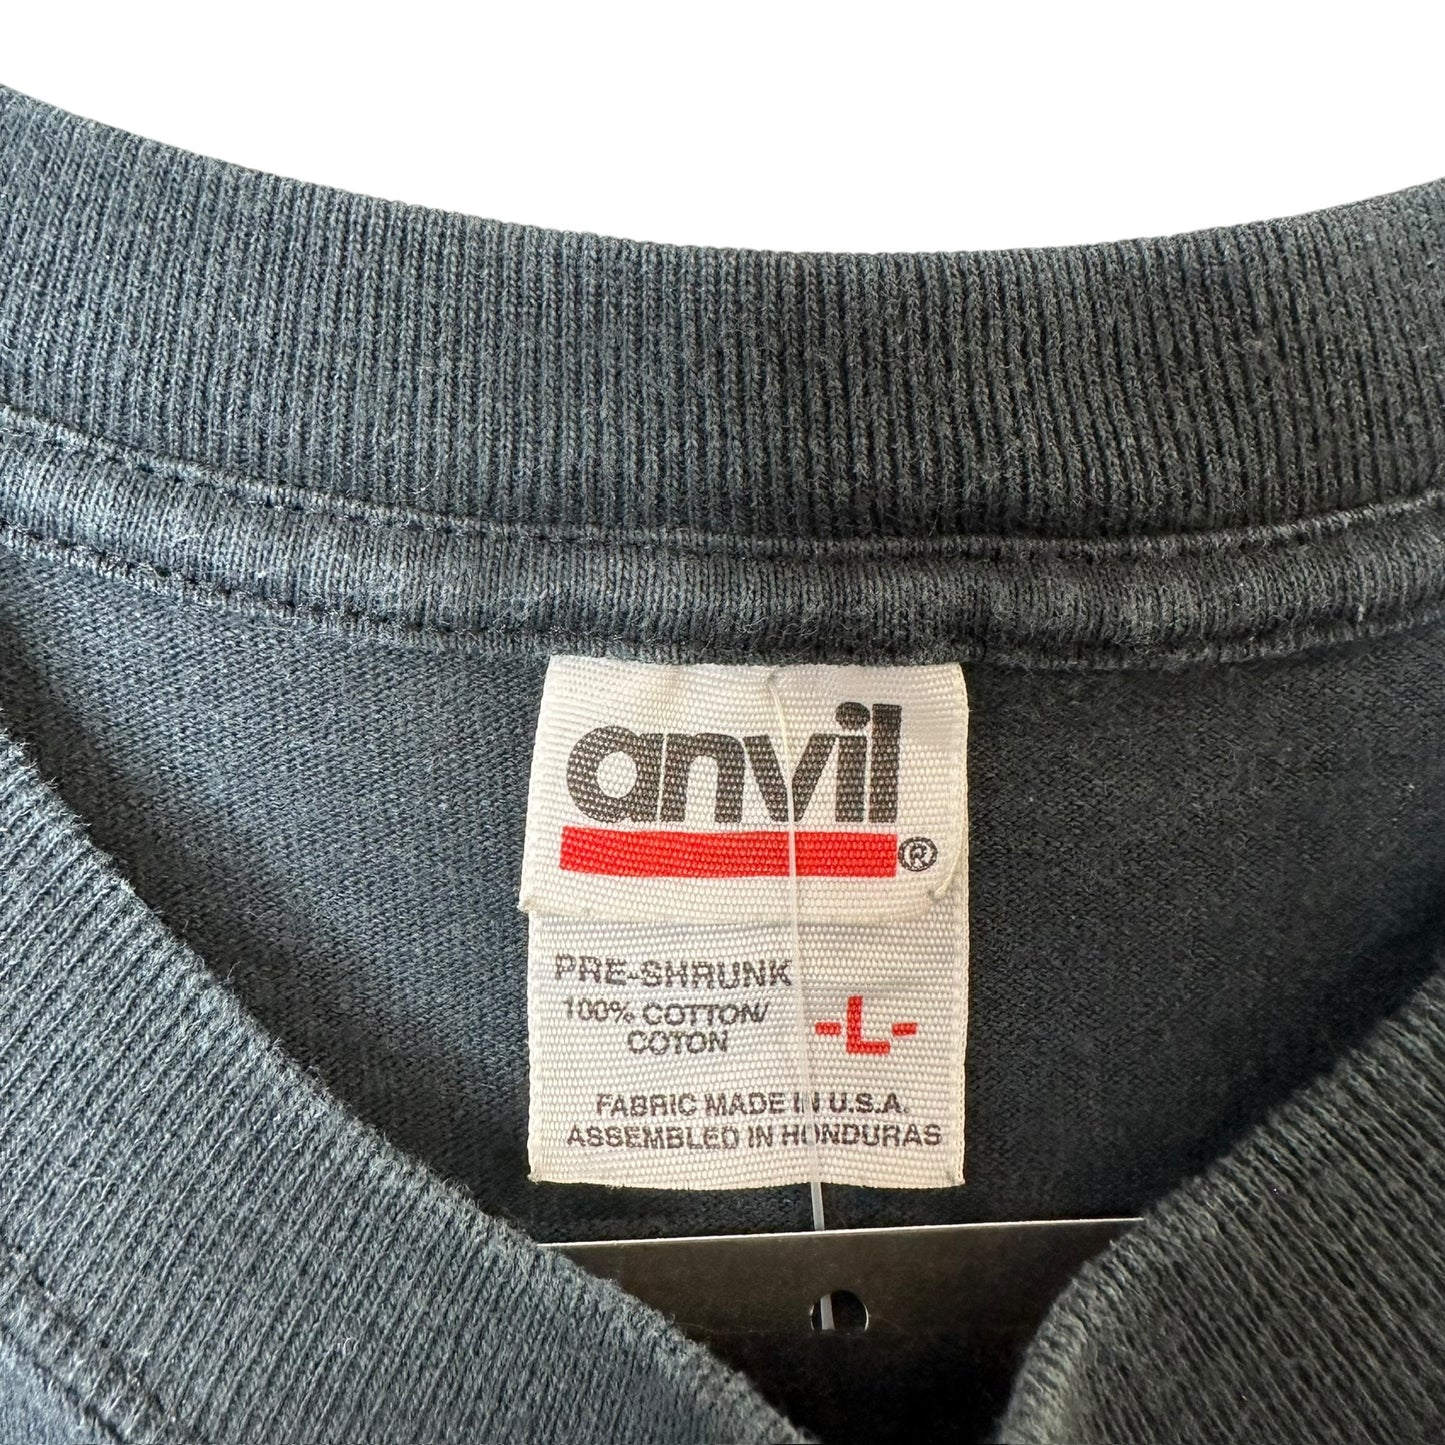 anvil®
PRE-SHRUNK
100% COTTON/
COTON
-L-
FABRIC MADE IN U.S.A.
ASSEMBLED IN HONDURAS